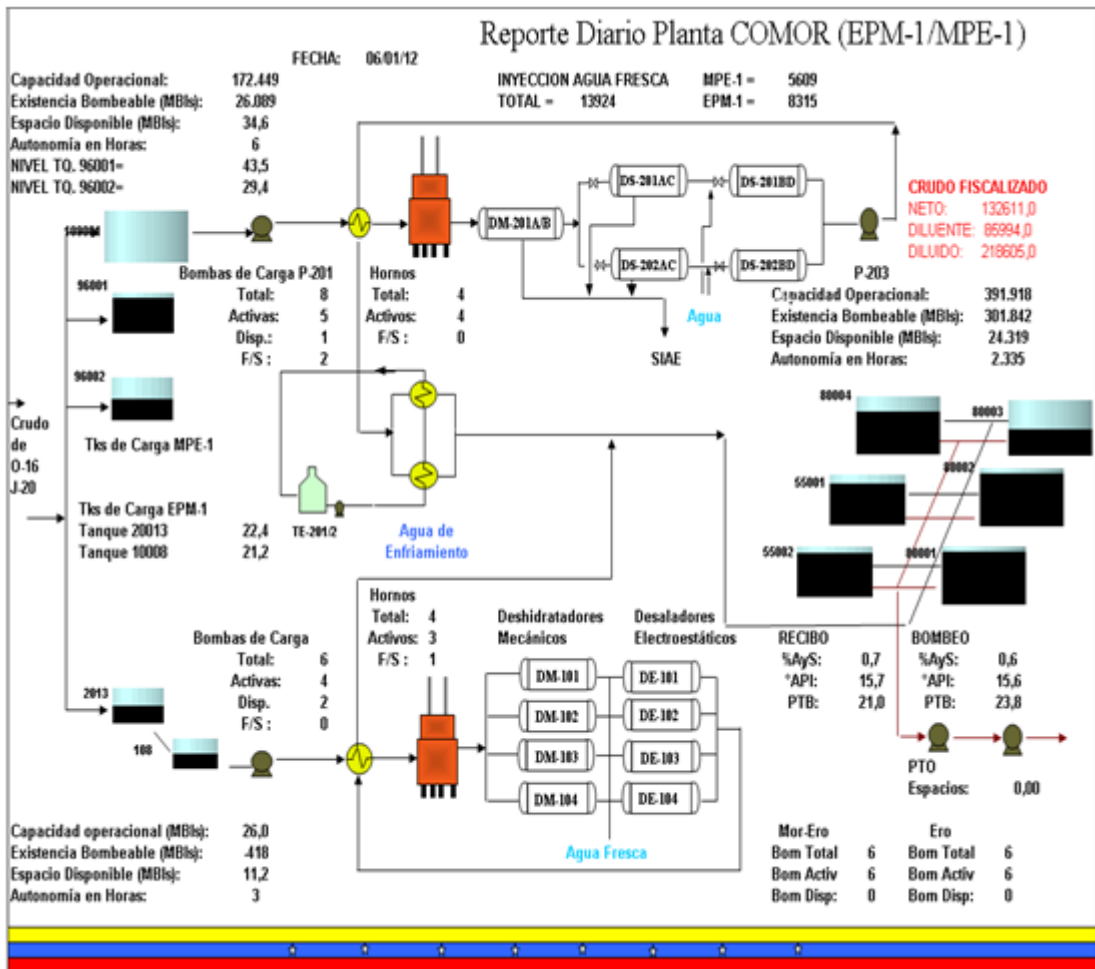 Reporte Diario Planta COMOR (EPM-1/MPE-1)
FECHA: 06/01/12
Capacidad Operacional: 172.449
Existencia Bombeable (MBls): 26.089
Espacio Disponible (MBls): 34,6
Autonomía en Horas: 6
NIVEL TQ. 96001= 43,5
NIVEL TQ. 96002= 29,4
INYECCION AGUA FRESCA MPE-1 = 5609
TOTAL = 13924 EPM-1 = 8315
DM-201A/B
DS-201AC
DS-201BD
DS-202AC
DS-202BD
CRUDO FISCALIZADO
NETO: 132611,0
DILUENTE: 85994,0
DILUIDO: 218605,0
P-203
Agua
SIAE
Capacidad Operacional: 391.918
Existencia Bombeable (MBls): 301.842
Espacio Disponible (MBls): 24.319
Autonomía en Horas: 2.335
96001
96002
Bombas de Carga P-201
Total: 8
Activas: 5
Disp.: 1
F/S : 2
Hornos
Total: 4
Activos: 4
F/S : 0
Crudo
de
O-16
J-20
Tks de Carga MPE-1
Tks de Carga EPM-1
Tanque 20013 22,4
Tanque 10008 21,2
TE-201/2
Agua de
Enfriamiento
80004
80003
80002
55001
55002
80001
Hornos
Total: 4
Activos: 3
F/S : 1
Bombas de Carga
Total: 6
Activas: 4
Disp. 2
F/S : 0
2013
108
Deshidratadores
Mecánicos
Desaladores
Electroestáticos
DM-101
DE-101
DM-102
DE-102
DM-103
DE-103
DM-104
DE-104
Agua Fresca
RECIBO
%AyS: 0,7
°API: 15,7
PTB: 21,0
BOMBEO
%AyS: 0,6
°API: 15,6
PTB: 23,8
PTO
Espacios: 0,00
Capacidad operacional (MBls): 26,0
Existencia Bombeable (MBls): -418
Espacio Disponible (MBls): 11,2
Autonomía en Horas: 3
Mor-Ero
Bom Total 6
Bom Activ 6
Bom Disp: 0
Ero
Bom Total 6
Bom Activ 6
Bom Disp: 0